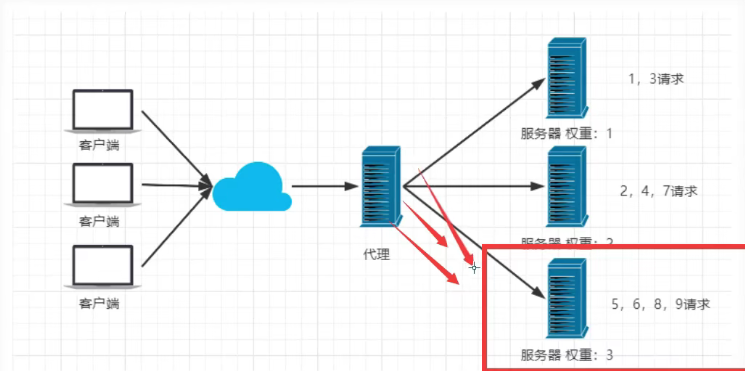 客户端
客户端
客户端
代理
1，3请求
服务器 权重：1
2，4，7请求
服务器 权重：2
5，6，8，9请求
服务器 权重：3